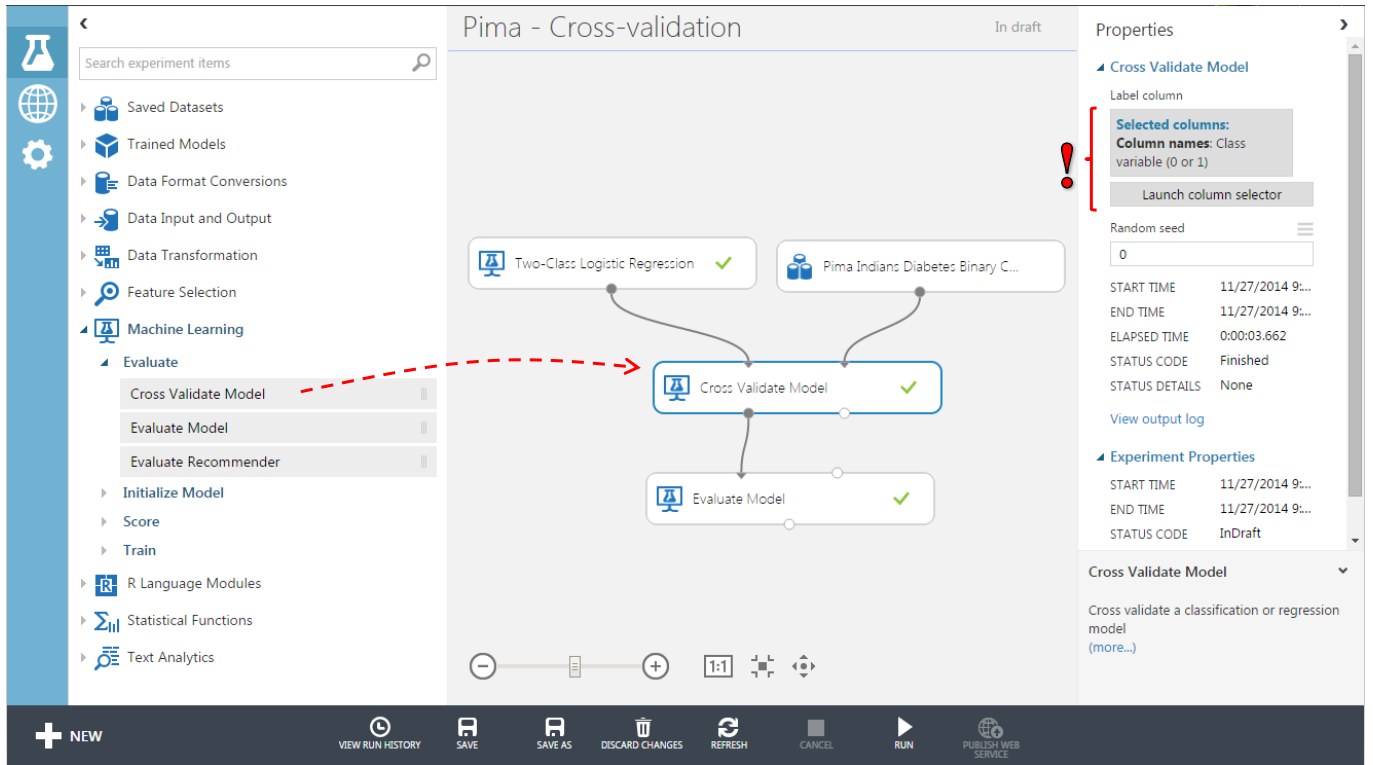 Pima - Cross-validation
In draft
Search experiment items
Saved Datasets
Trained Models
Data Format Conversions
Data Input and Output
Data Transformation
Feature Selection
Machine Learning
Evaluate
Cross Validate Model
Evaluate Model
Evaluate Recommender
Initialize Model
Score
Train
R Language Modules
Statistical Functions
Text Analytics
Two-Class Logistic Regression
Pima Indians Diabetes Binary C...
Cross Validate Model
Evaluate Model
1:1
Properties
Cross Validate Model
Label column
Selected columns:
Column names: Class
variable (0 or 1)
!
Launch column selector
Random seed
0
START TIME 11/27/2014 9:...
END TIME 11/27/2014 9:...
ELAPSED TIME 0:00:03.662
STATUS CODE Finished
STATUS DETAILS None
View output log
Experiment Properties
START TIME 11/27/2014 9:...
END TIME 11/27/2014 9:...
STATUS CODE InDraft
Cross Validate Model
Cross validate a classification or regression
model
(more...)
NEW
VIEW RUN HISTORY
SAVE
SAVE AS
DISCARD CHANGES
REFRESH
CANCEL
RUN
PUBLISH WEB
SERVICE